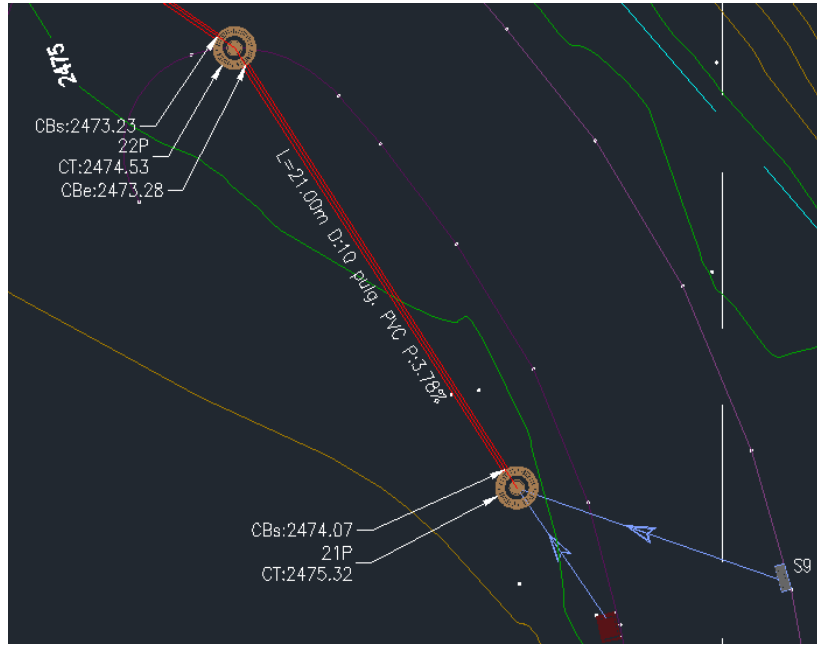 2475
CBs:2473.23
22P
CT:2474.53
CBe:2473.28
L=21.00m D:10 pulg. PVC P:3.78%
CBs:2474.07
21P
CT:2475.32
S9